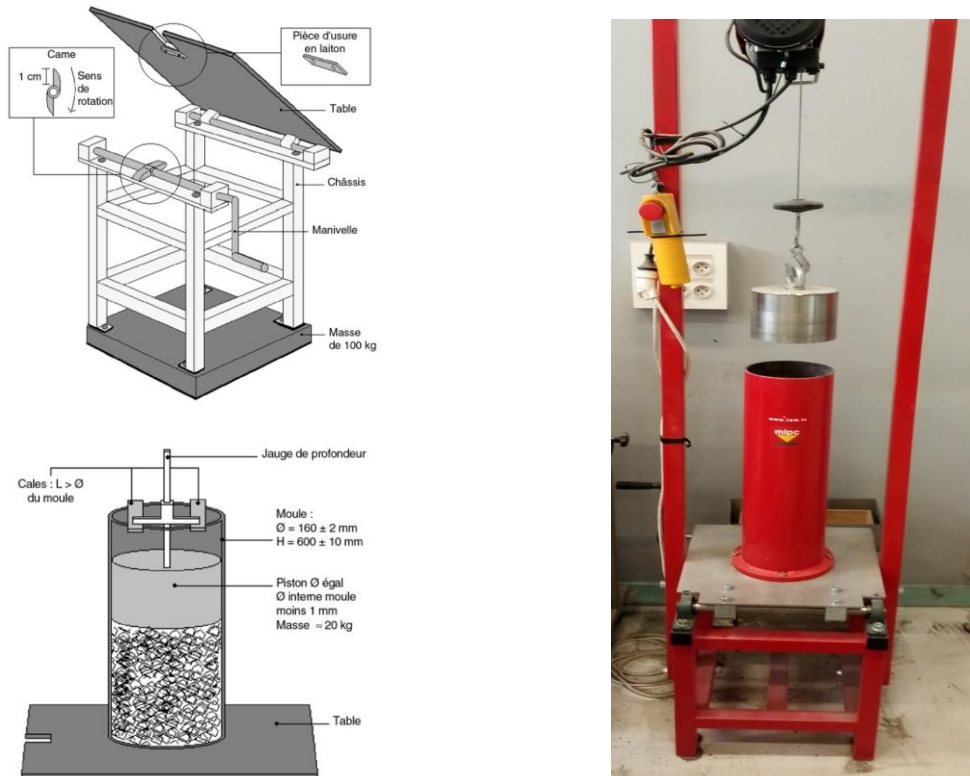 Came
1 cm
Sens
de
rotation
Pièce d'usure
en laiton
Table
Châssis
Manivelle
Masse
de 100 kg
Jauge de profondeur
Cales : L > Ø
du moule
Moule :
Ø = 160 ± 2 mm
H = 600 ± 10 mm
Piston Ø égal
Ø interne moule
moins 1 mm
Masse ≈ 20 kg
Table
mlpc